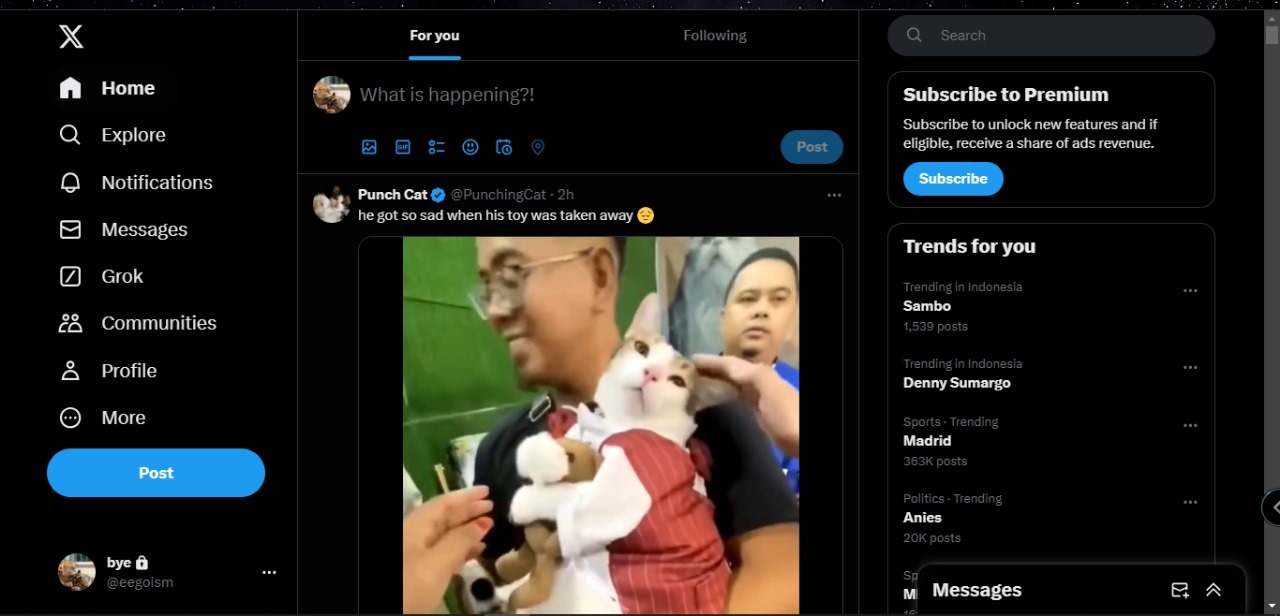 Home
Explore
Notifications
Messages
Grok
Communities
Profile
More
Post
bye
@eegoism
For you
Following
What is happening?!
GIF
Post
Punch Cat @PunchingCat · 2h
he got so sad when his toy was taken away 😔
Search
Subscribe to Premium
Subscribe to unlock new features and if
eligible, receive a share of ads revenue.
Subscribe
Trends for you
Trending in Indonesia
Sambo
1,539 posts
Trending in Indonesia
Denny Sumargo
Sports · Trending
Madrid
363K posts
Politics · Trending
Anies
20K posts
Messages